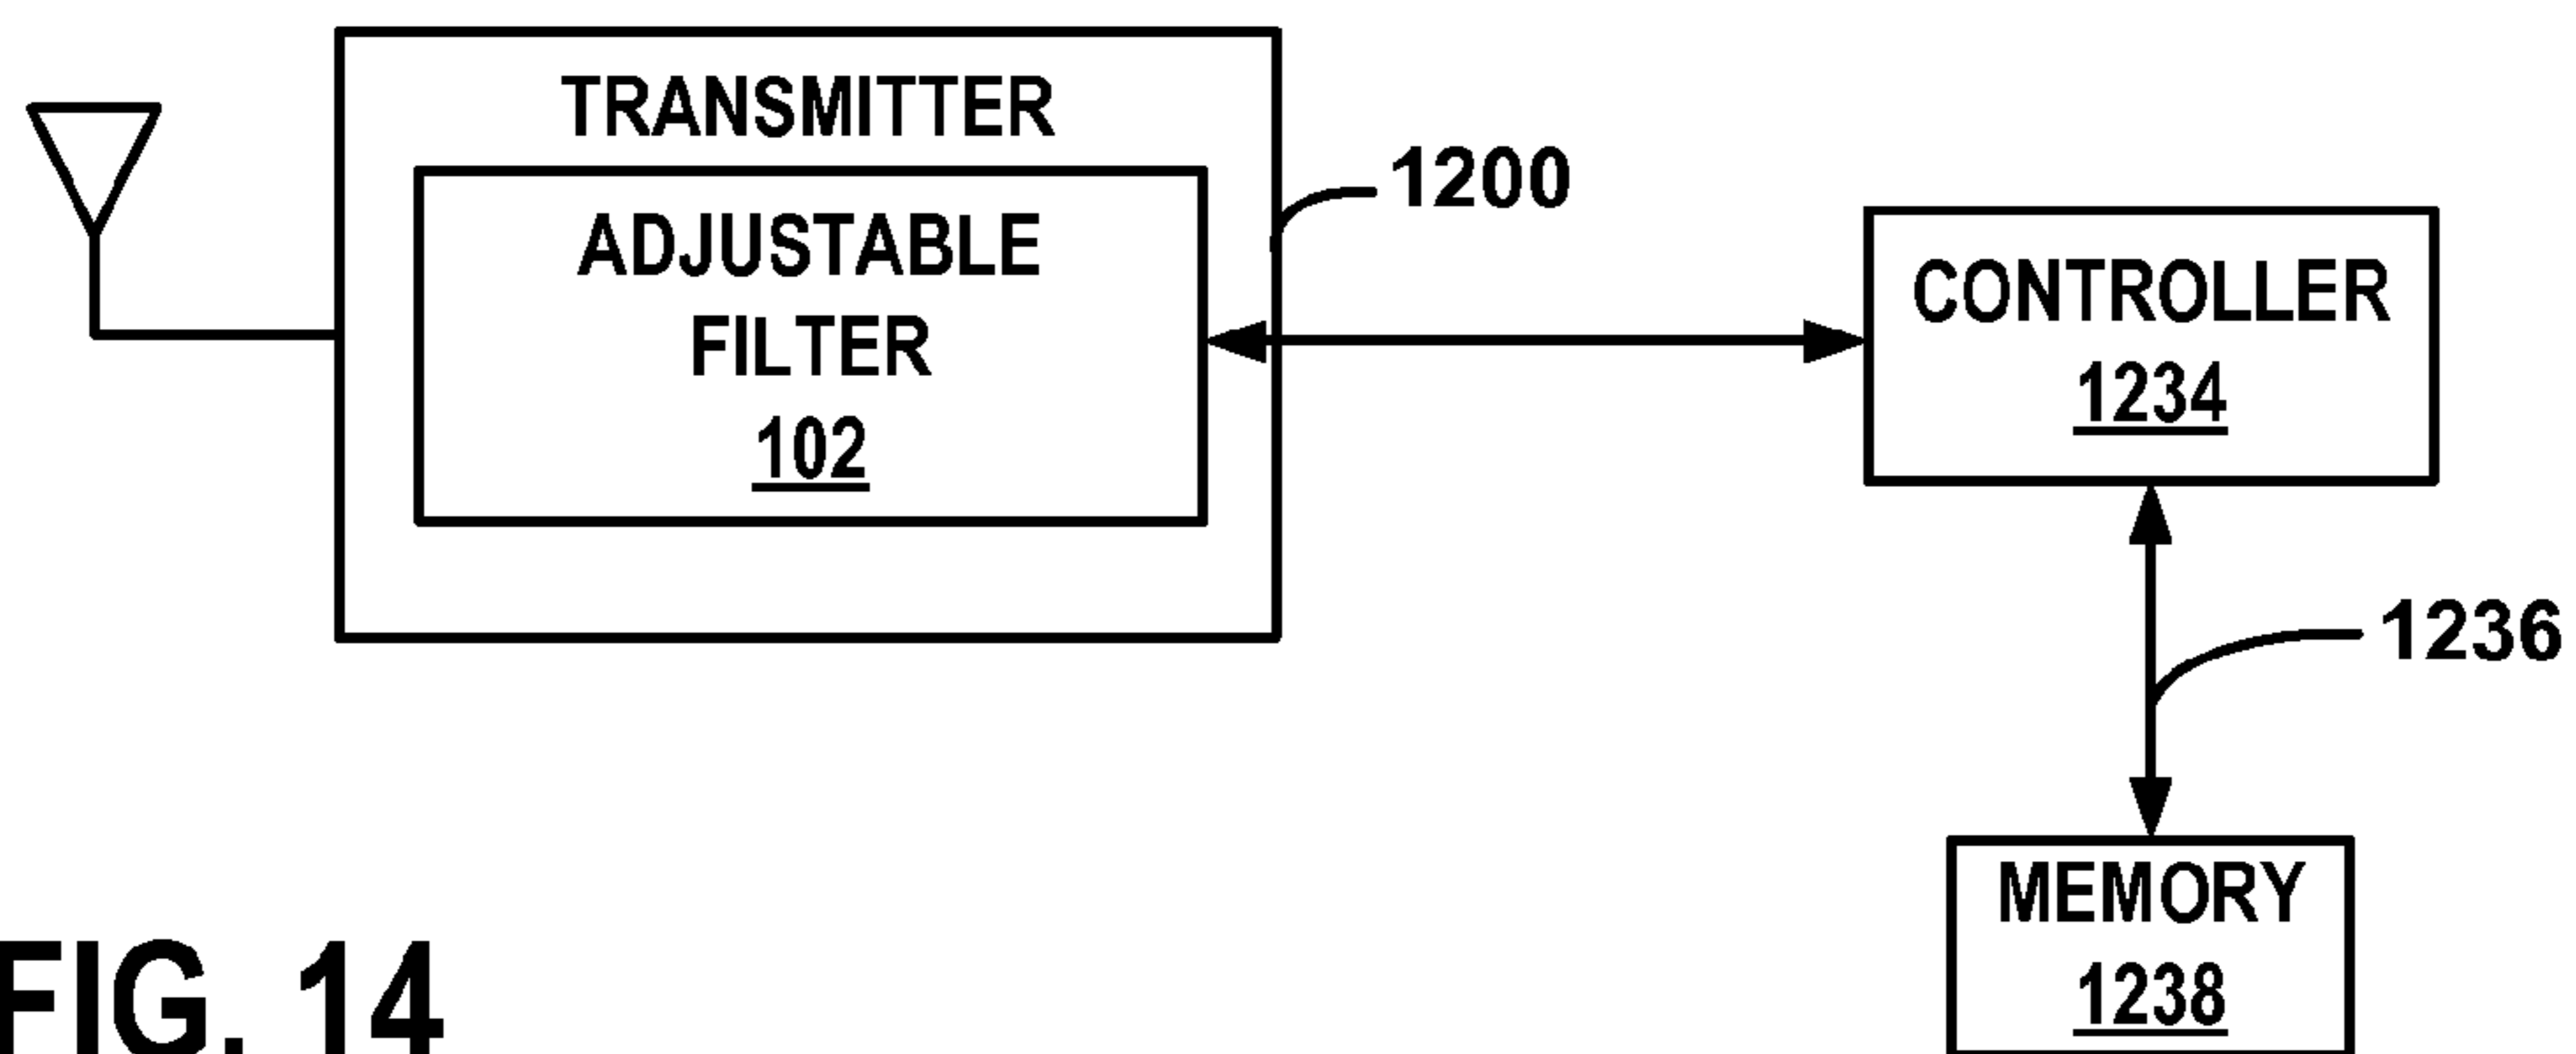 TRANSMITTER
ADJUSTABLE
FILTER
102
1200
CONTROLLER
1234
1236
MEMORY
1238
FIG. 14